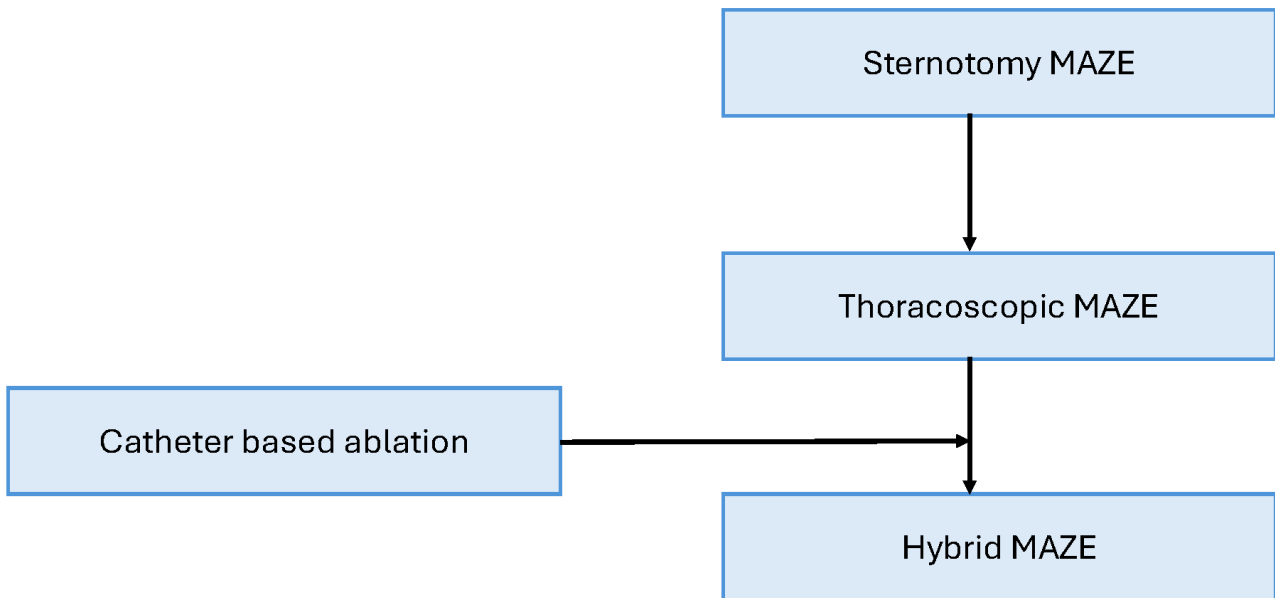 Sternotomy MAZE
Thoracoscopic MAZE
Catheter based ablation
Hybrid MAZE